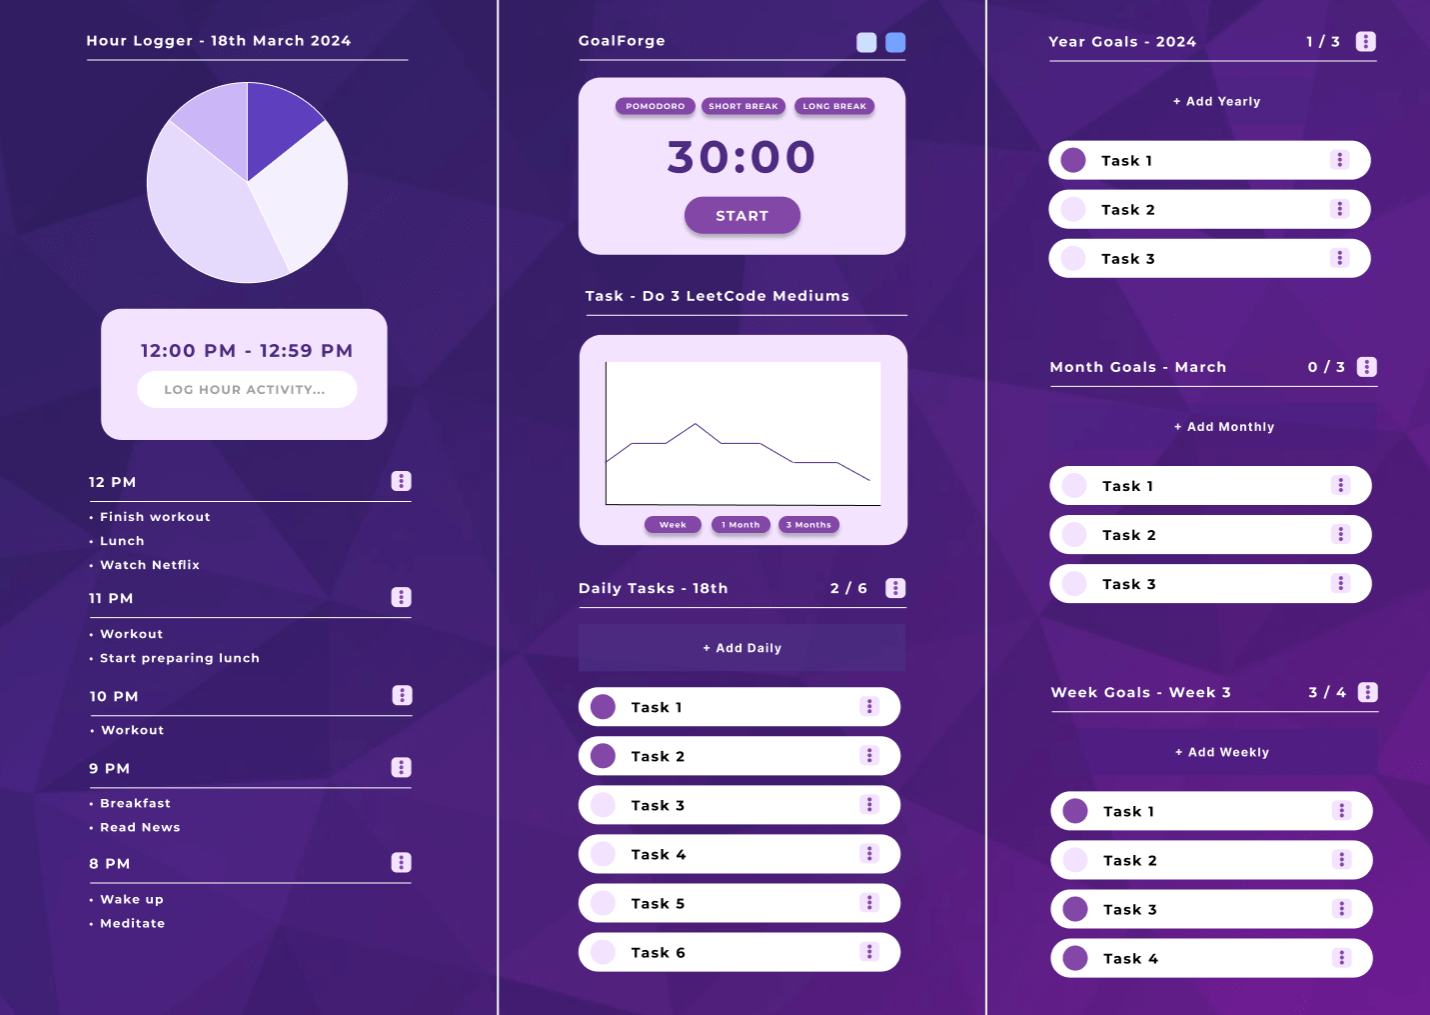 Hour Logger - 18th March 2024
12:00 PM - 12:59 PM
LOG HOUR ACTIVITY...
12 PM
• Finish workout
• Lunch
• Watch Netflix
11 PM
• Workout
• Start preparing lunch
10 PM
• Workout
9 PM
• Breakfast
• Read News
8 PM
• Wake up
• Meditate
GoalForge
POMODORO SHORT BREAK LONG BREAK
30:00
START
Task - Do 3 LeetCode Mediums
Week 1 Month 3 Months
Daily Tasks - 18th 2 / 6
+ Add Daily
Task 1
Task 2
Task 3
Task 4
Task 5
Task 6
Year Goals - 2024 1 / 3
+ Add Yearly
Task 1
Task 2
Task 3
Month Goals - March 0 / 3
+ Add Monthly
Task 1
Task 2
Task 3
Week Goals - Week 3 3 / 4
+ Add Weekly
Task 1
Task 2
Task 3
Task 4